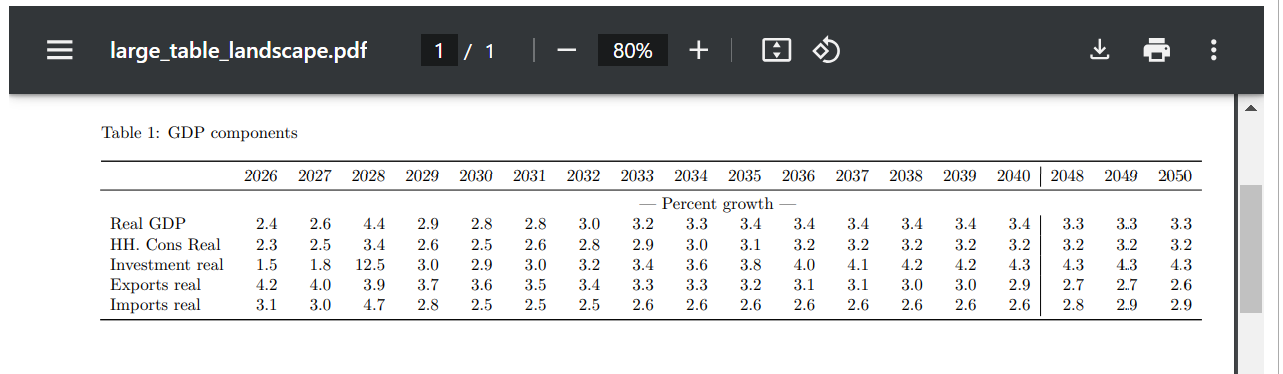 large_table_landscape.pdf 1 / 1 80%
Table 1: GDP components
2026 2027 2028 2029 2030 2031 2032 2033 2034 2035 2036 2037 2038 2039 2040 2048 2049 2050
— Percent growth —
Real GDP 2.4 2.6 4.4 2.9 2.8 2.8 3.0 3.2 3.3 3.4 3.4 3.4 3.4 3.4 3.4 3.3 3.3 3.3
HH. Cons Real 2.3 2.5 3.4 2.6 2.5 2.6 2.8 2.9 3.0 3.1 3.2 3.2 3.2 3.2 3.2 3.2 3.2 3.2
Investment real 1.5 1.8 12.5 3.0 2.9 3.0 3.2 3.4 3.6 3.8 4.0 4.1 4.2 4.2 4.3 4.3 4.3 4.3
Exports real 4.2 4.0 3.9 3.7 3.6 3.5 3.4 3.3 3.3 3.2 3.1 3.1 3.0 3.0 2.9 2.7 2.7 2.6
Imports real 3.1 3.0 4.7 2.8 2.5 2.5 2.5 2.6 2.6 2.6 2.6 2.6 2.6 2.6 2.6 2.8 2.9 2.9